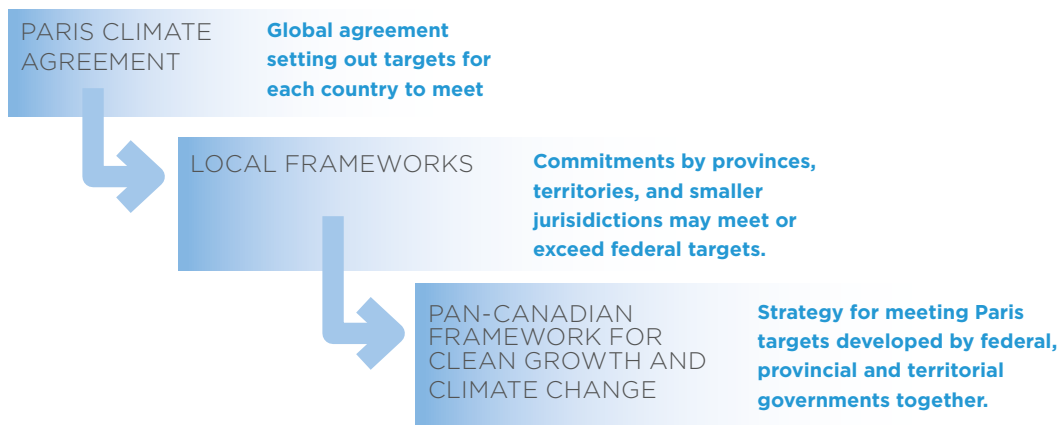 PARIS CLIMATE
AGREEMENT
Global agreement
setting out targets for
each country to meet
LOCAL FRAMEWORKS
Commitments by provinces,
territories, and smaller
jurisidictions may meet or
exceed federal targets.
PAN-CANADIAN
FRAMEWORK FOR
CLEAN GROWTH AND
CLIMATE CHANGE
Strategy for meeting Paris
targets developed by federal,
provincial and territorial
governments together.